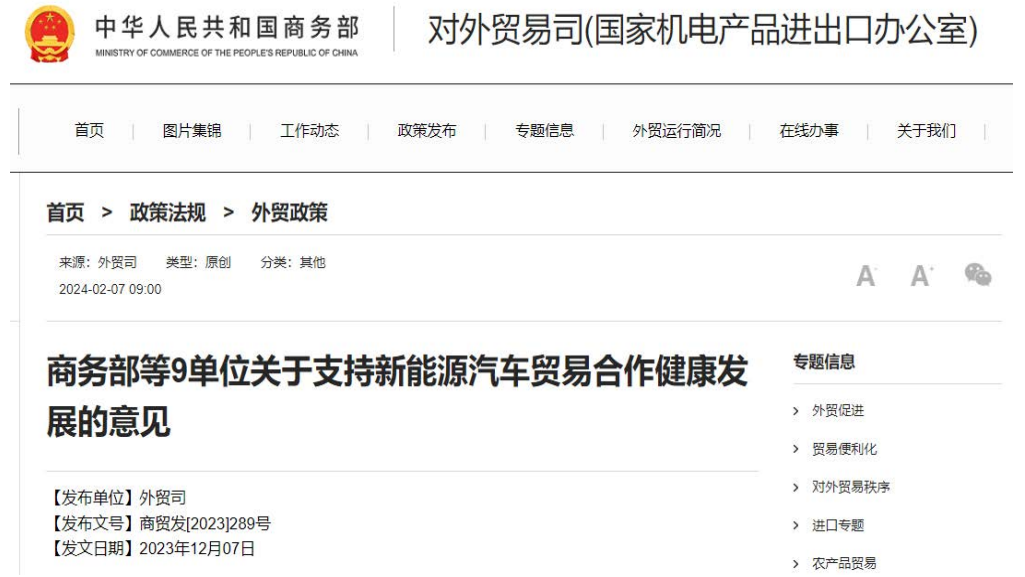 中华人民共和国商务部
MINISTRY OF COMMERCE OF THE PEOPLE'S REPUBLIC OF CHINA
对外贸易司(国家机电产品进出口办公室)
首页 图片集锦 工作动态 政策发布 专题信息 外贸运行简况 在线办事 关于我们
首页 > 政策法规 > 外贸政策
来源：外贸司 类型：原创 分类：其他
2024-02-07 09:00
A- A+
商务部等9单位关于支持新能源汽车贸易合作健康发
展的意见
【发布单位】外贸司
【发布文号】商贸发[2023]289号
【发文日期】2023年12月07日
专题信息
> 外贸促进
> 贸易便利化
> 对外贸易秩序
> 进口专题
> 农产品贸易